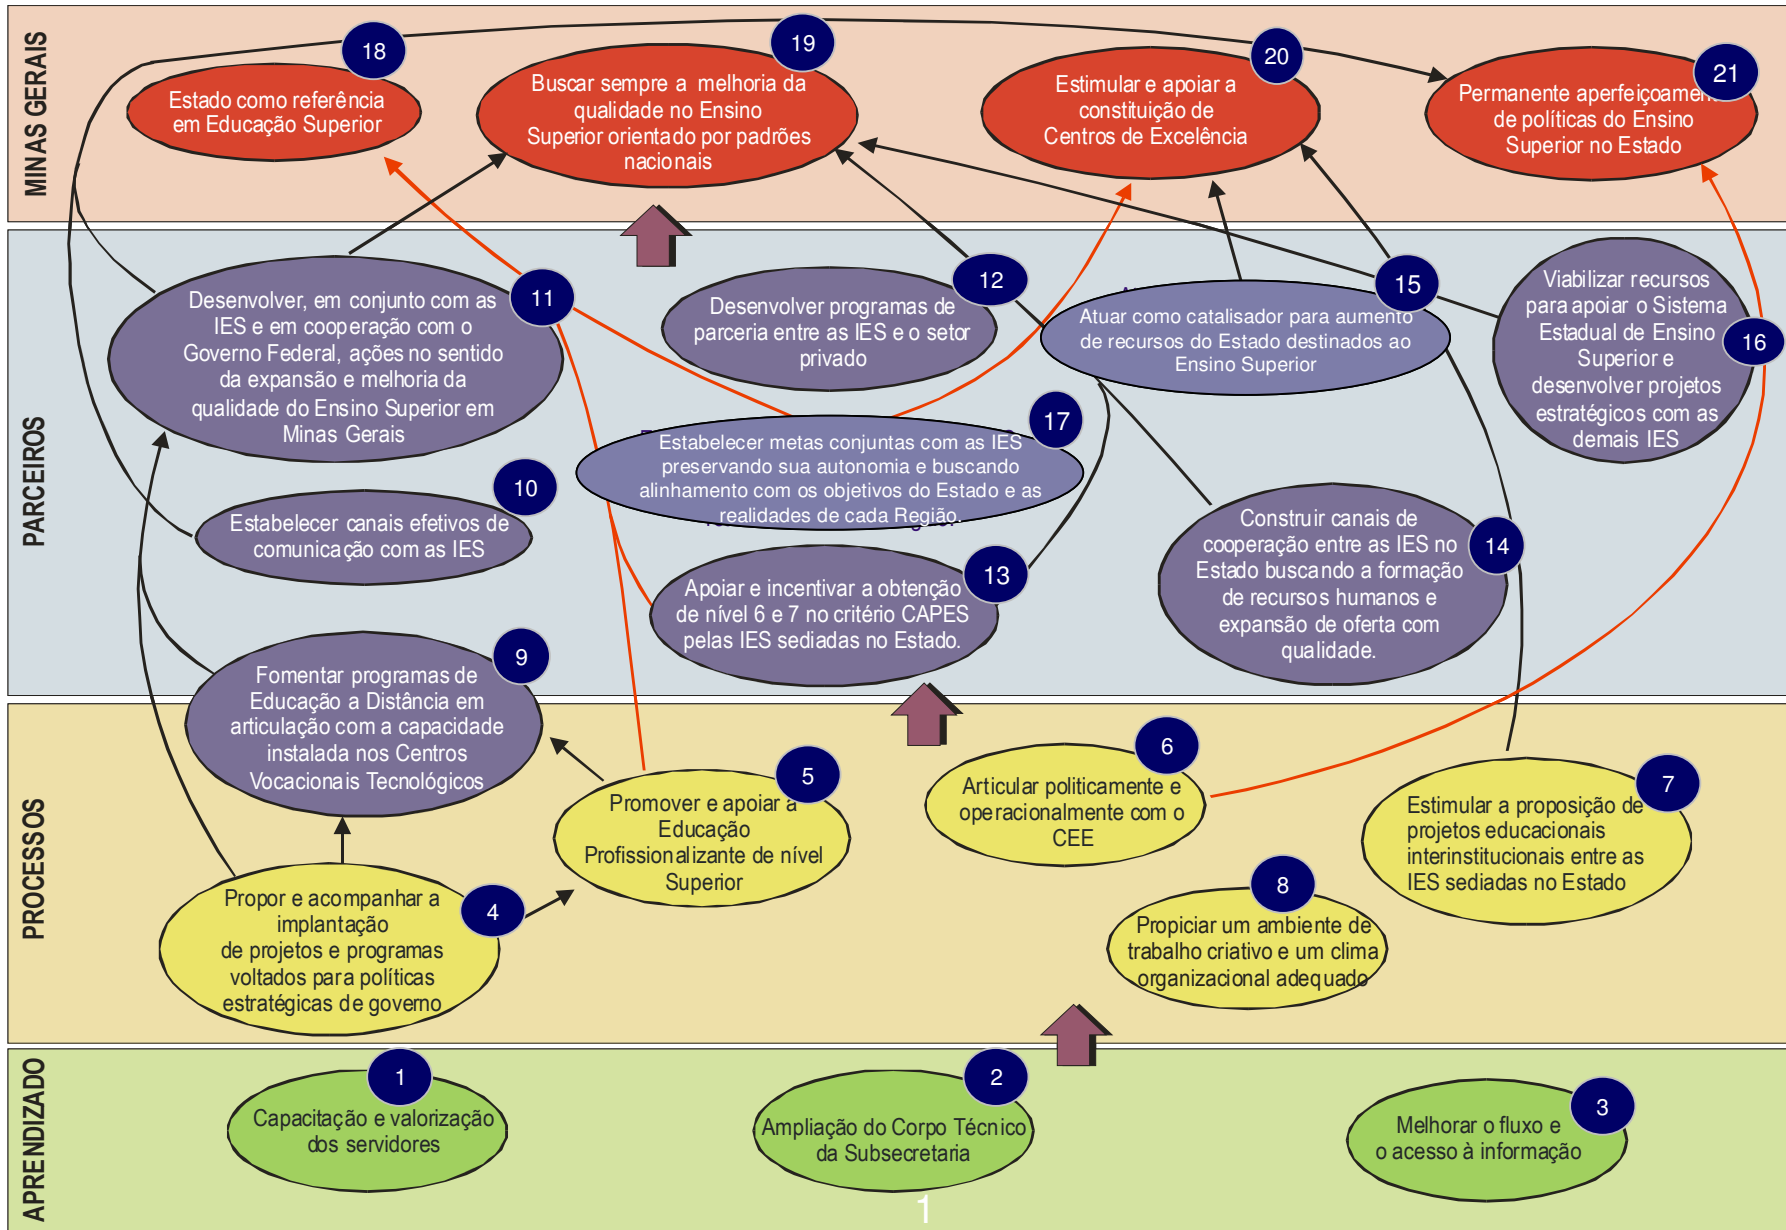 MINAS GERAIS
18
Estado como referência
em Educação Superior
19
Buscar sempre a melhoria da
qualidade no Ensino
Superior orientado por padrões
nacionais
20
Estimular e apoiar a
constituição de
Centros de Excelência
21
Permanente aperfeiçoamento
de políticas do Ensino
Superior no Estado
PARCEIROS
11
Desenvolver, em conjunto com as
IES e em cooperação com o
Governo Federal, ações no sentido
da expansão e melhoria da
qualidade do Ensino Superior em
Minas Gerais
12
Desenvolver programas de
parceria entre as IES e o setor
privado
15
Atuar como catalisador para aumento
de recursos do Estado destinados ao
Ensino Superior
16
Viabilizar recursos
para apoiar o Sistema
Estadual de Ensino
Superior e
desenvolver projetos
estratégicos com as
demais IES
17
Estabelecer metas conjuntas com as IES
preservando sua autonomia e buscando
alinhamento com os objetivos do Estado e as
realidades de cada Região.
10
Estabelecer canais efetivos de
comunicação com as IES
13
Apoiar e incentivar a obtenção
de nível 6 e 7 no critério CAPES
pelas IES sediadas no Estado.
14
Construir canais de
cooperação entre as IES no
Estado buscando a formação
de recursos humanos e
expansão de oferta com
qualidade.
9
Fomentar programas de
Educação a Distância em
articulação com a capacidade
instalada nos Centros
Vocacionais Tecnológicos
PROCESSOS
5
Promover e apoiar a
Educação
Profissionalizante de nível
Superior
6
Articular politicamente e
operacionalmente com o
CEE
7
Estimular a proposição de
projetos educacionais
interinstitucionais entre as
IES sediadas no Estado
4
Propor e acompanhar a
implantação
de projetos e programas
voltados para políticas
estratégicas de governo
8
Propiciar um ambiente de
trabalho criativo e um clima
organizacional adequado
APRENDIZADO
1
Capacitação e valorização
dos servidores
2
Ampliação do Corpo Técnico
da Subsecretaria
3
Melhorar o fluxo e
o acesso à informação
1